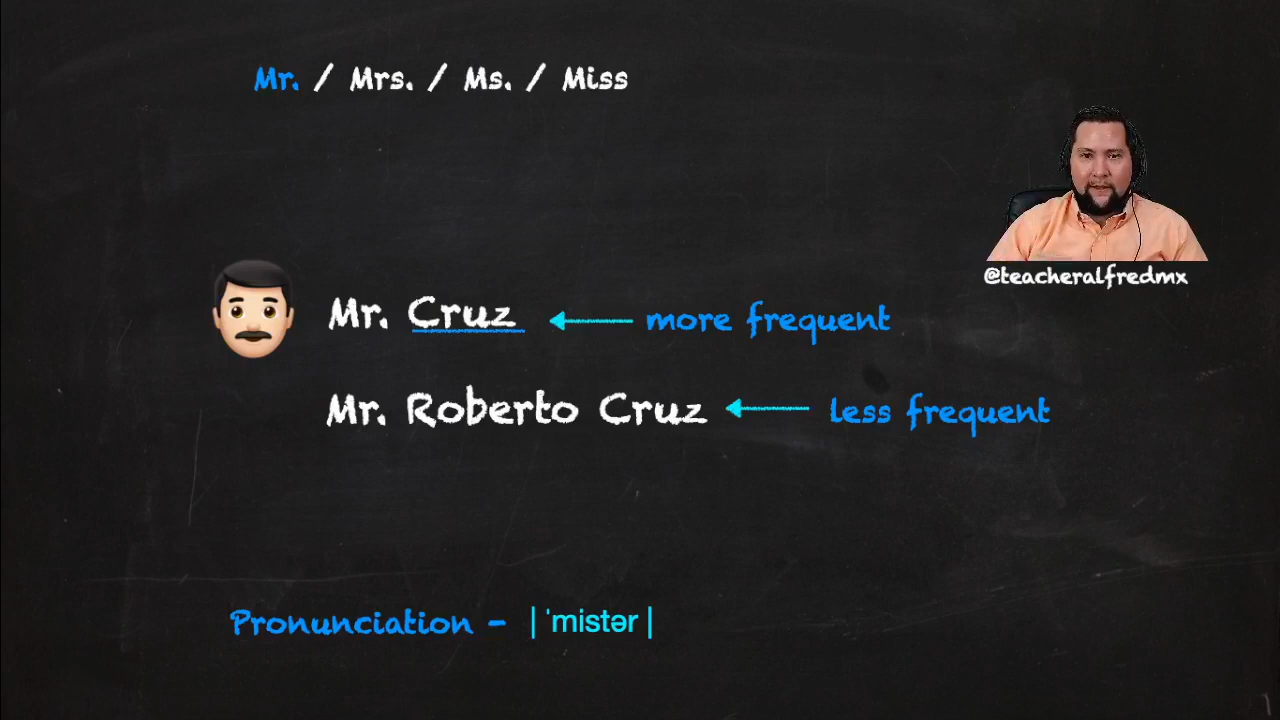 Mr. / Mrs. / Ms. / Miss
@teacheralfredmx
Mr. Cruz more frequent
Mr. Roberto Cruz less frequent
Pronunciation - | ˈmistər |